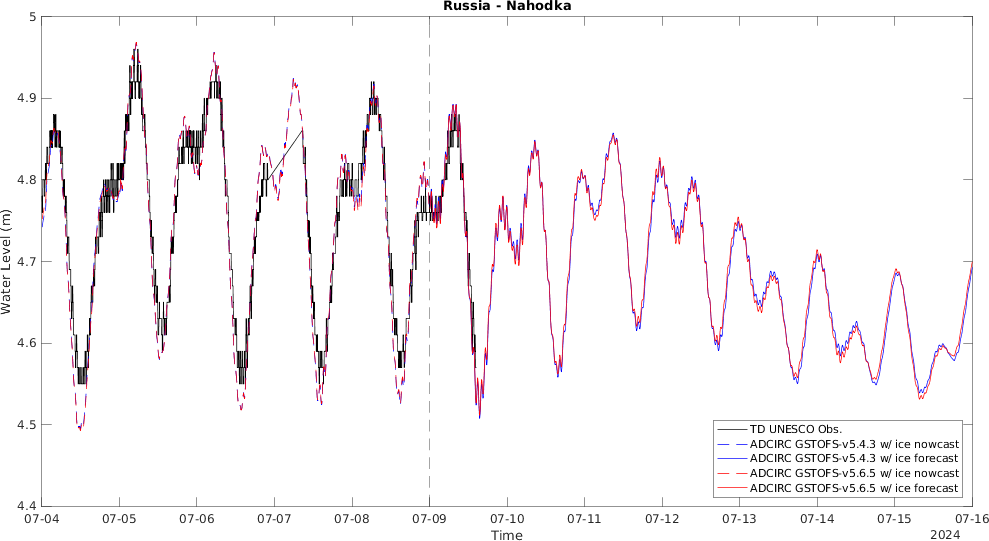 Russia - Nahodka
5
4.9
4.8
4.7
4.6
4.5
4.4
Water Level (m)
07-04 07-05 07-06 07-07 07-08 07-09 07-10 07-11 07-12 07-13 07-14 07-15 07-16
Time
2024
TD UNESCO Obs.
ADCIRC GSTOFS-v5.4.3 w/ ice nowcast
ADCIRC GSTOFS-v5.4.3 w/ ice forecast
ADCIRC GSTOFS-v5.6.5 w/ ice nowcast
ADCIRC GSTOFS-v5.6.5 w/ ice forecast